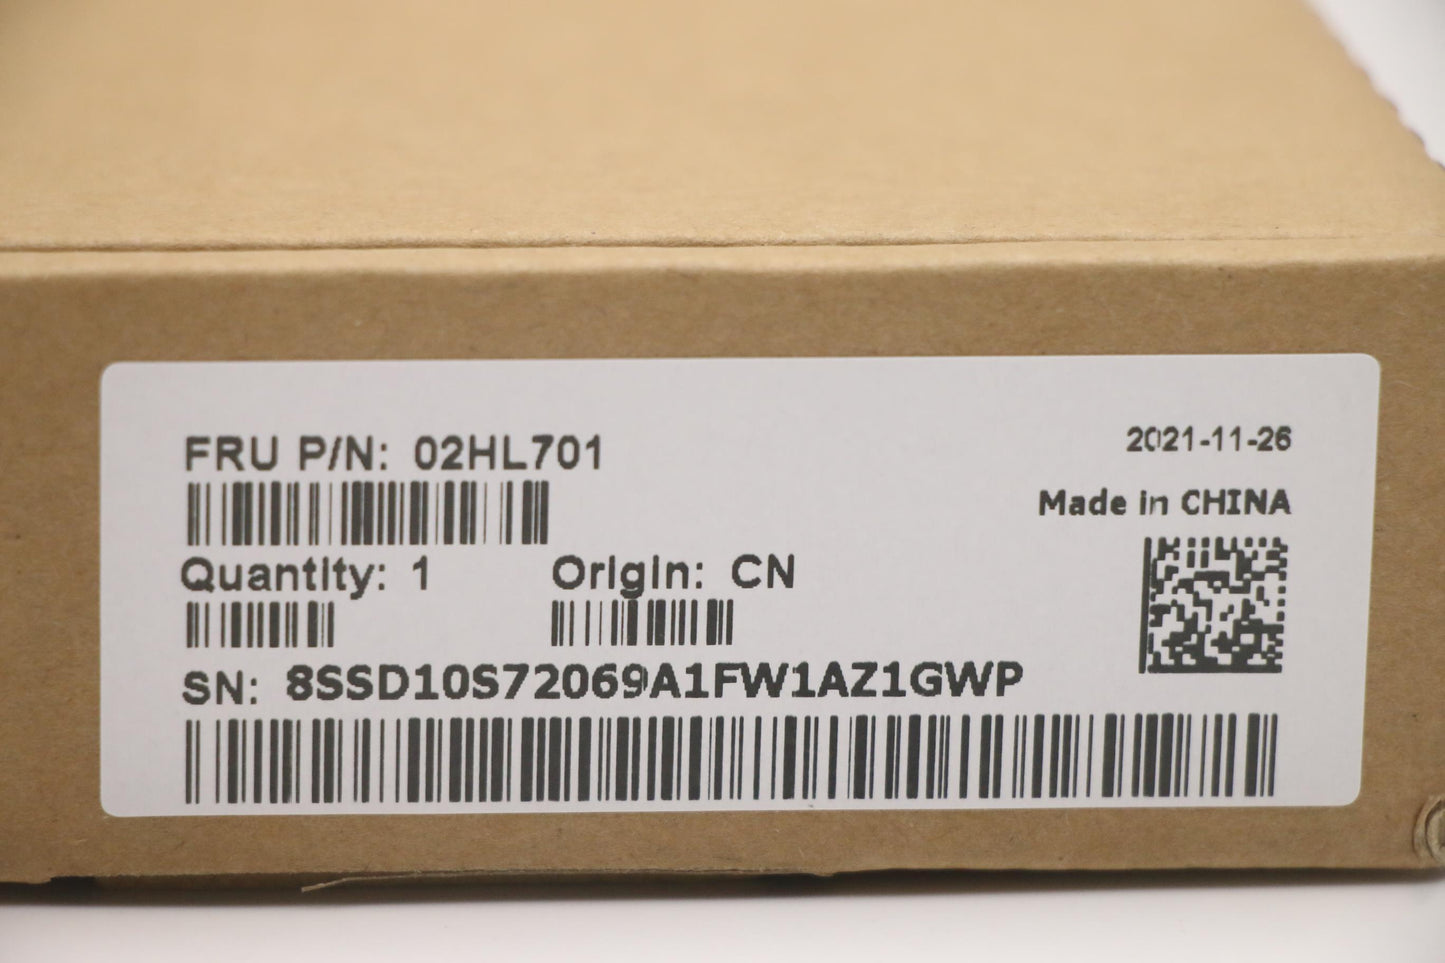 FRU P/N: 02HL701
2021-11-26
Made in CHINA
Quantity: 1
Origin: CN
SN: 8SSD10S72069A1FW1AZ1GWP